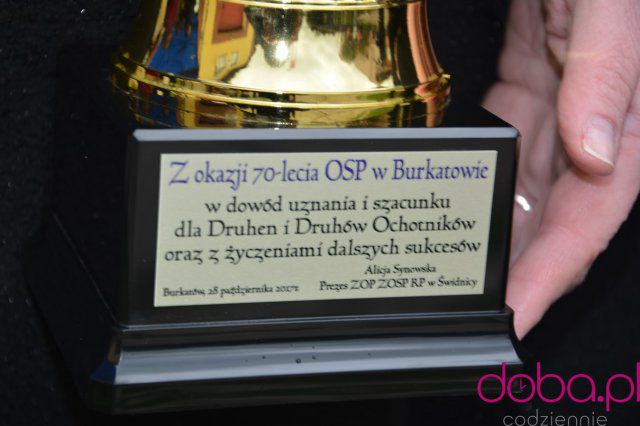 Z okazji 70-lecia OSP w Burkatowie
w dowód uznania i szacunku
dla Druhen i Druhów Ochotników
oraz z życzeniami dalszych sukcesów
Alicja Synowska
Burkatów, 28 października 2017r. Prezes ZOP ZOSP RP w Świdnicy
doba.pl
codziennie